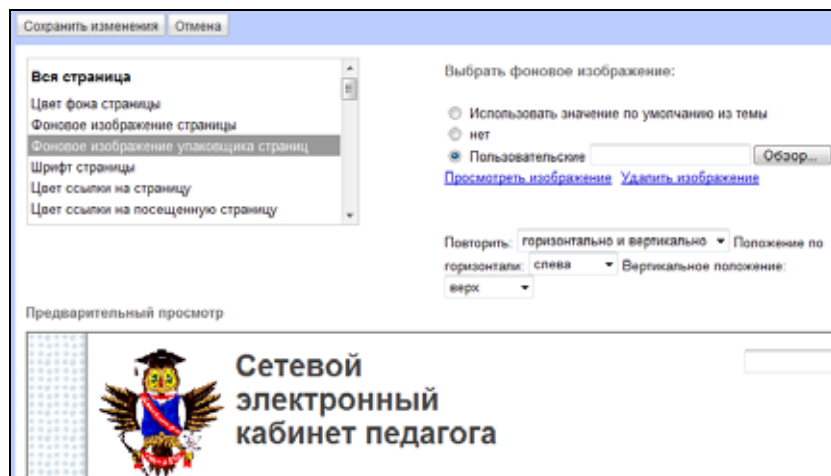 Сохранить изменения Отмена
Вся страница
Цвет фона страницы
Фоновое изображение страницы
Фоновое изображение упаковщика страниц
Шрифт страницы
Цвет ссылки на страницу
Цвет ссылки на посещенную страницу
Выбрать фоновое изображение:
Использовать значение по умолчанию из темы
нет
Пользовательские Обзор...
Просмотреть изображение Удалить изображение
Повторить: горизонтально и вертикально Положение по
горизонтали: слева Вертикальное положение:
верх
Предварительный просмотр
Сетевой
электронный
кабинет педагога